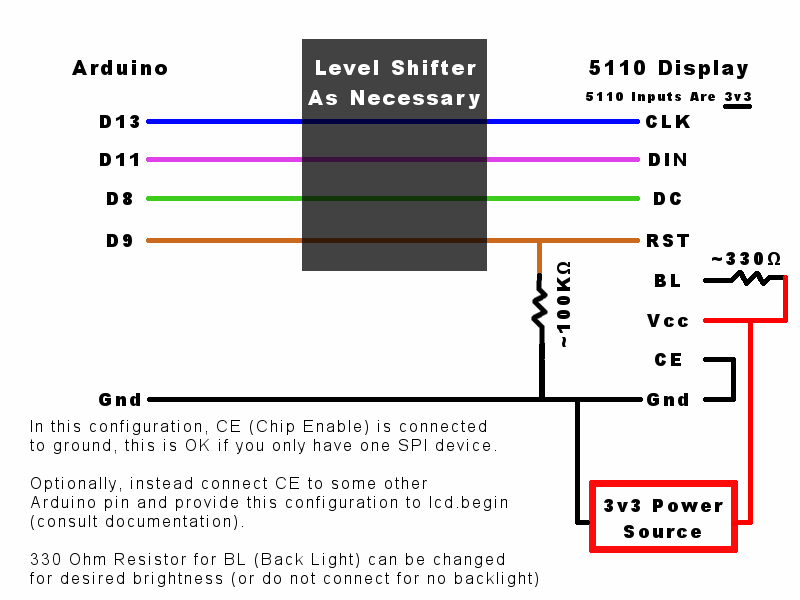 Arduino
Level Shifter
As Necessary
5110 Display
5110 Inputs Are 3v3
D13
CLK
D11
DIN
D8
DC
D9
RST
~330Ω
BL
~100KΩ
Vcc
CE
Gnd
Gnd
In this configuration, CE (Chip Enable) is connected
to ground, this is OK if you only have one SPI device.
Optionally, instead connect CE to some other
Arduino pin and provide this configuration to lcd.begin
(consult documentation).
330 Ohm Resistor for BL (Back Light) can be changed
for desired brightness (or do not connect for no backlight)
3v3 Power
Source